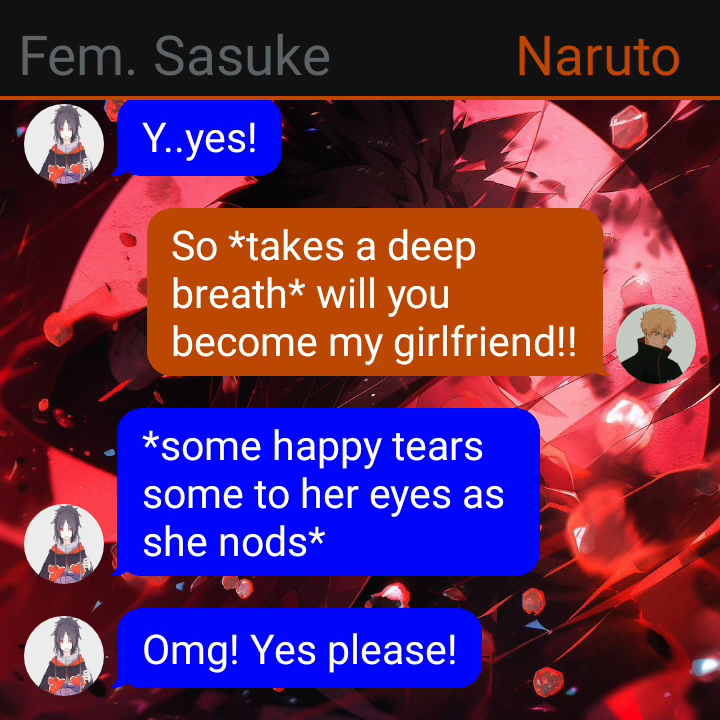 Fem. Sasuke
Naruto
Y..yes!
So *takes a deep
breath* will you
become my girlfriend!!
*some happy tears
some to her eyes as
she nods*
Omg! Yes please!